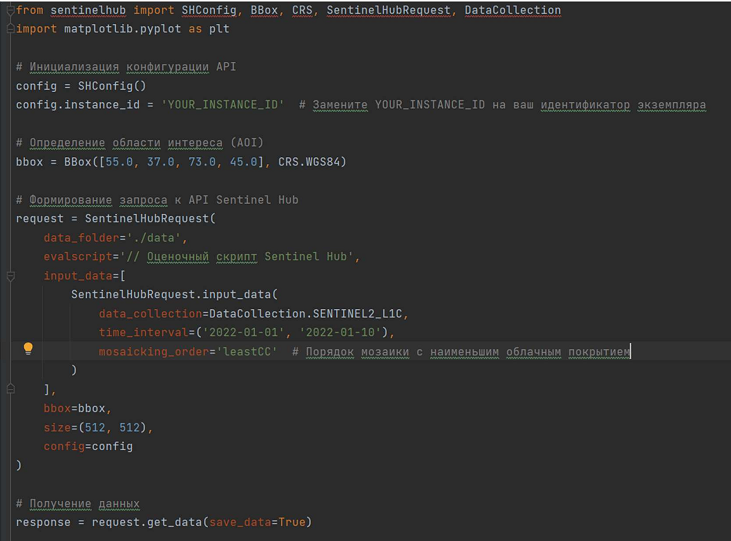 from sentinelhub import SHConfig, BBox, CRS, SentinelHubRequest, DataCollection
import matplotlib.pyplot as plt

# Инициализация конфигурации API
config = SHConfig()
config.instance_id = 'YOUR_INSTANCE_ID'  # Замените YOUR_INSTANCE_ID на ваш идентификатор экземпляра

# Определение области интереса (AOI)
bbox = BBox([55.0, 37.0, 73.0, 45.0], CRS.WGS84)

# Формирование запроса к API Sentinel Hub
request = SentinelHubRequest(
    data_folder='./data',
    evalscript='// Оценочный скрипт Sentinel Hub',
    input_data=[
        SentinelHubRequest.input_data(
            data_collection=DataCollection.SENTINEL2_L1C,
            time_interval=('2022-01-01', '2022-01-10'),
            mosaicking_order='leastCC'  # Порядок мозаики с наименьшим облачным покрытием
        )
    ],
    bbox=bbox,
    size=(512, 512),
    config=config
)

# Получение данных
response = request.get_data(save_data=True)